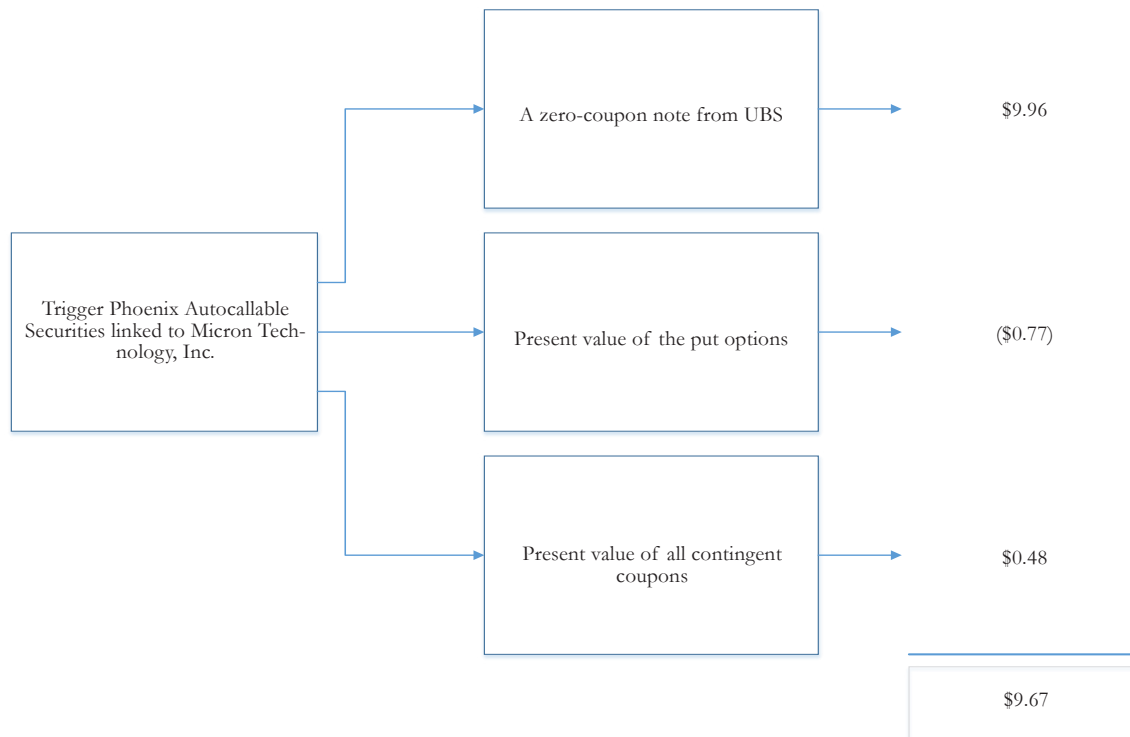 A zero-coupon note from UBS
$9.96
Trigger Phoenix Autocallable
Securities linked to Micron Tech-
nology, Inc.
Present value of the put options
($0.77)
Present value of all contingent
coupons
$0.48
$9.67